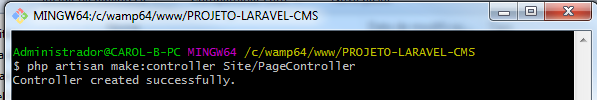 MINGW64:/c/wamp64/www/PROJETO-LARAVEL-CMS
Administrador@CAROL-B-PC MINGW64 /c/wamp64/www/PROJETO-LARAVEL-CMS
$ php artisan make:controller Site/PageController
Controller created successfully.